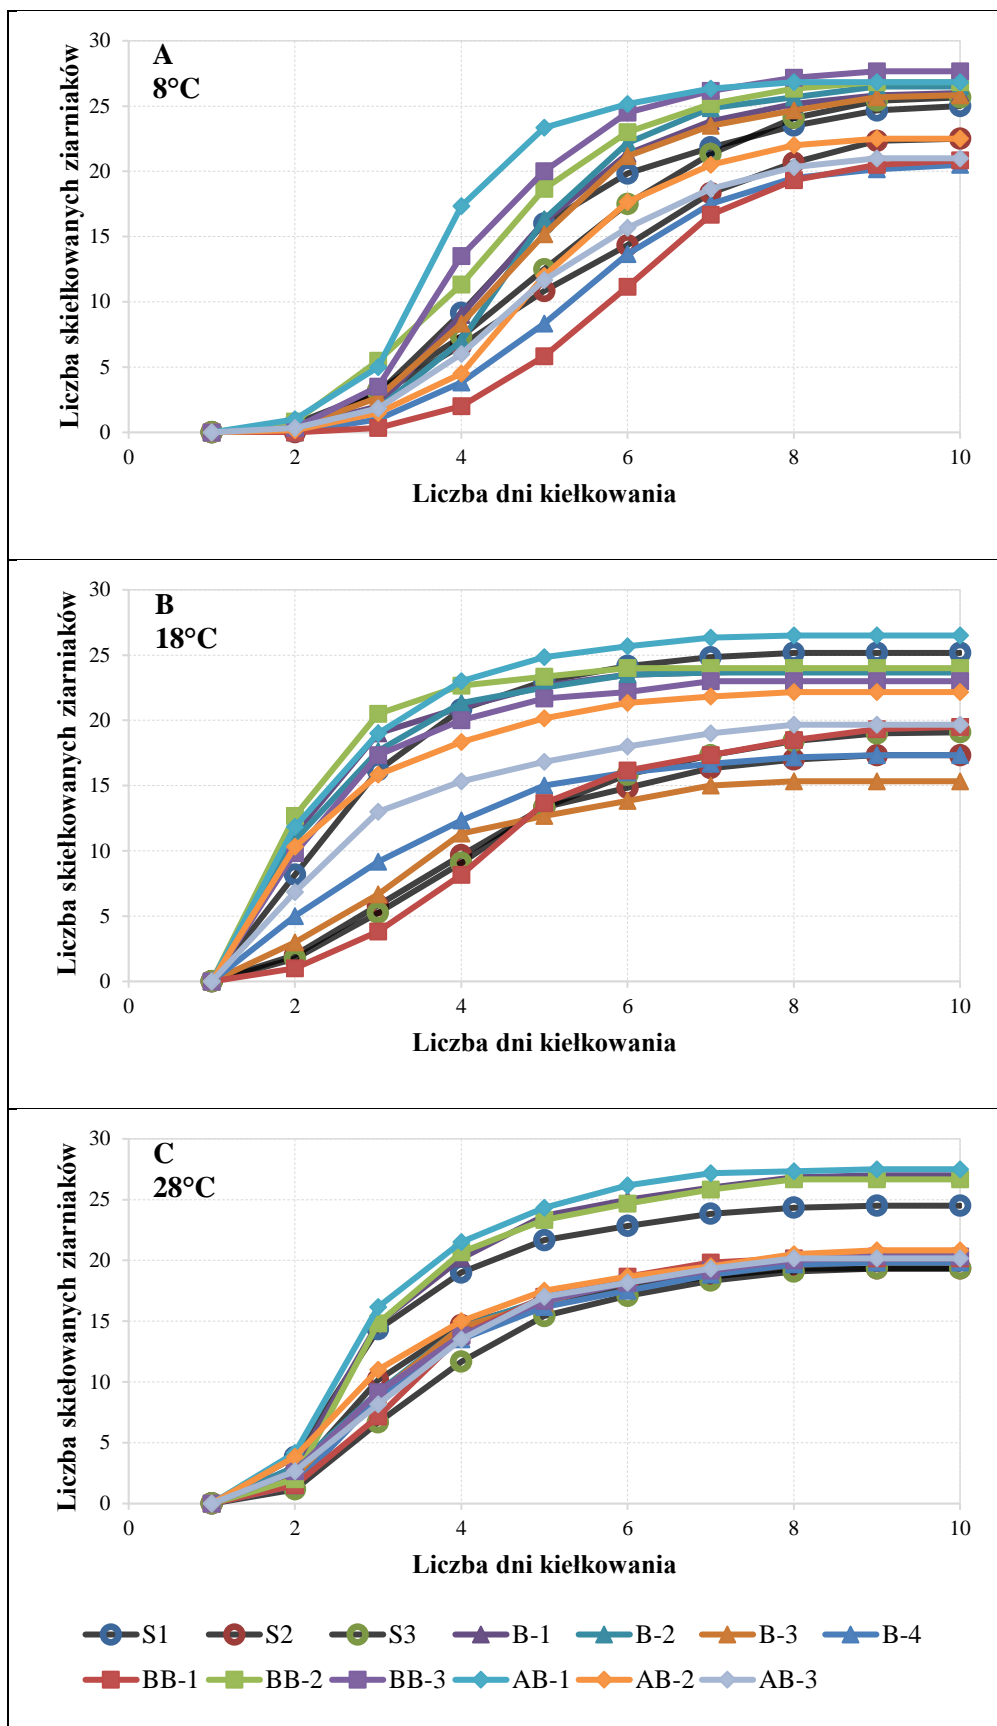 A
8°C
30
25
20
15
10
5
0
0 2 4 6 8 10
Liczba skiełkowanych ziarniaków
Liczba dni kiełkowania
B
18°C
30
25
20
15
10
5
0
0 2 4 6 8 10
Liczba skiełkowanych ziarniaków
Liczba dni kiełkowania
C
28°C
30
25
20
15
10
5
0
0 2 4 6 8 10
Liczba skiełowanych ziarniaków
Liczba dni kiełkowania
S1 S2 S3 B-1 B-2 B-3 B-4
BB-1 BB-2 BB-3 AB-1 AB-2 AB-3